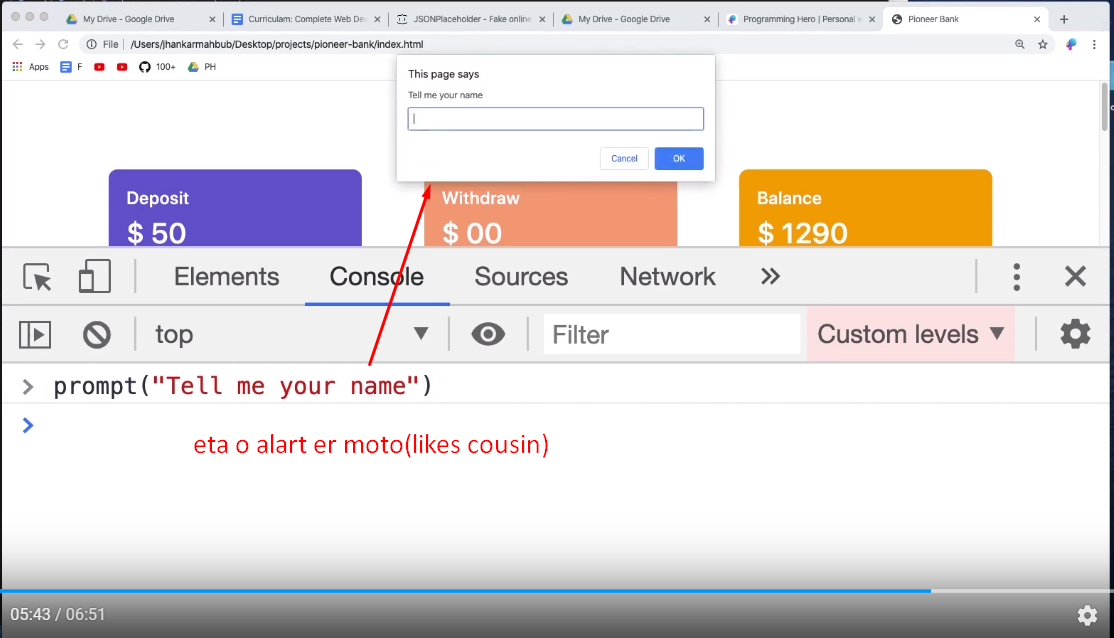 My Drive - Google Drive
Curriculam: Complete Web De
JSONPlaceholder - Fake online
My Drive - Google Drive
Programming Hero | Personal w
Pioneer Bank
File | /Users/jhankarmahbub/Desktop/projects/pioneer-bank/index.html
Apps F 100+ PH
This page says
Tell me your name
Cancel OK
Deposit Withdraw Balance
$ 50 $ 00 $ 1290
Elements Console Sources Network »
top Filter Custom levels
> prompt("Tell me your name")
>
eta o alart er moto(likes cousin)
05:43 / 06:51